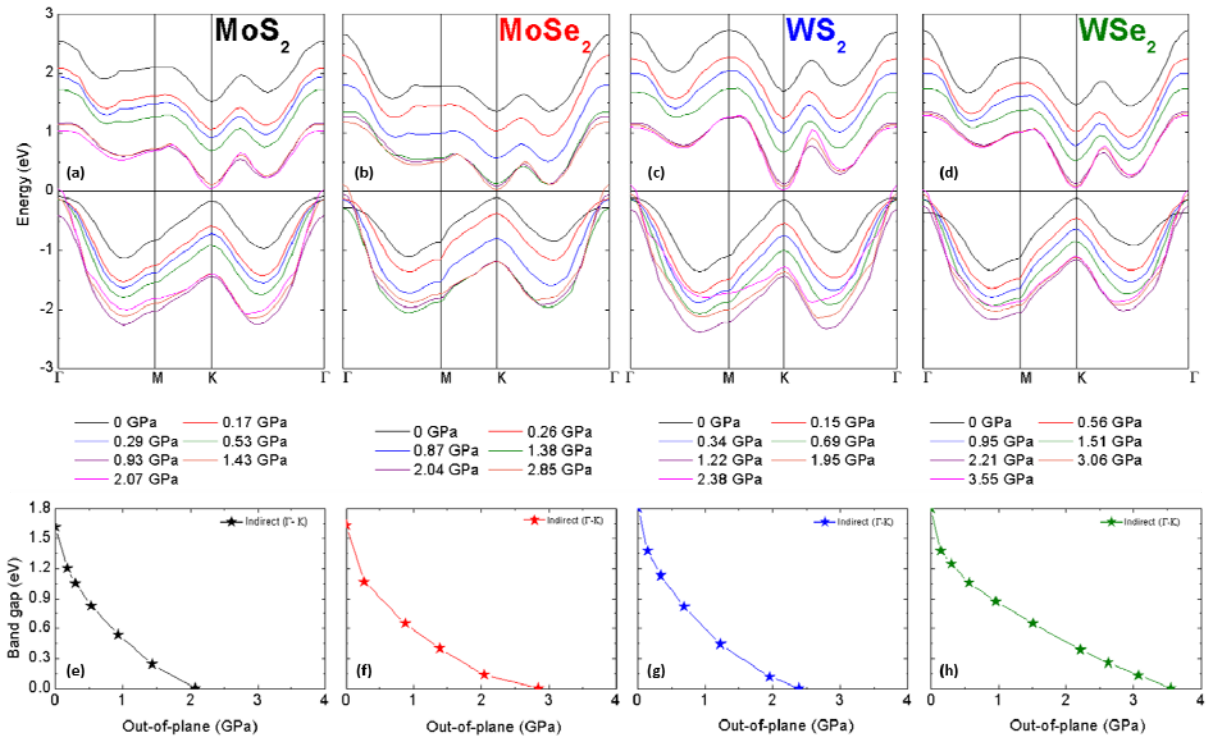 MoS2 MoSe2 WS2 WSe2
3
2
1
0
-1
-2
-3
Energy (eV)
(a) (b) (c) (d)
Γ M K Γ M K Γ M K Γ M K Γ
0 GPa 0.17 GPa
0.29 GPa 0.53 GPa
0.93 GPa 1.43 GPa
2.07 GPa
0 GPa 0.26 GPa
0.87 GPa 1.38 GPa
2.04 GPa 2.85 GPa
0 GPa 0.15 GPa
0.34 GPa 0.69 GPa
1.22 GPa 1.95 GPa
2.38 GPa
0 GPa 0.56 GPa
0.95 GPa 1.51 GPa
2.21 GPa 3.06 GPa
3.55 GPa
1.8
1.5
1.2
0.9
0.6
0.3
0.0
Band gap (eV)
Indirect (Γ-K) Indirect (Γ-K) Indirect (Γ-K) Indirect (Γ-K)
(e) (f) (g) (h)
0 1 2 3 4 0 1 2 3 4 0 1 2 3 4 0 1 2 3 4
Out-of-plane (GPa) Out-of-plane (GPa) Out-of-plane (GPa) Out-of-plane (GPa)